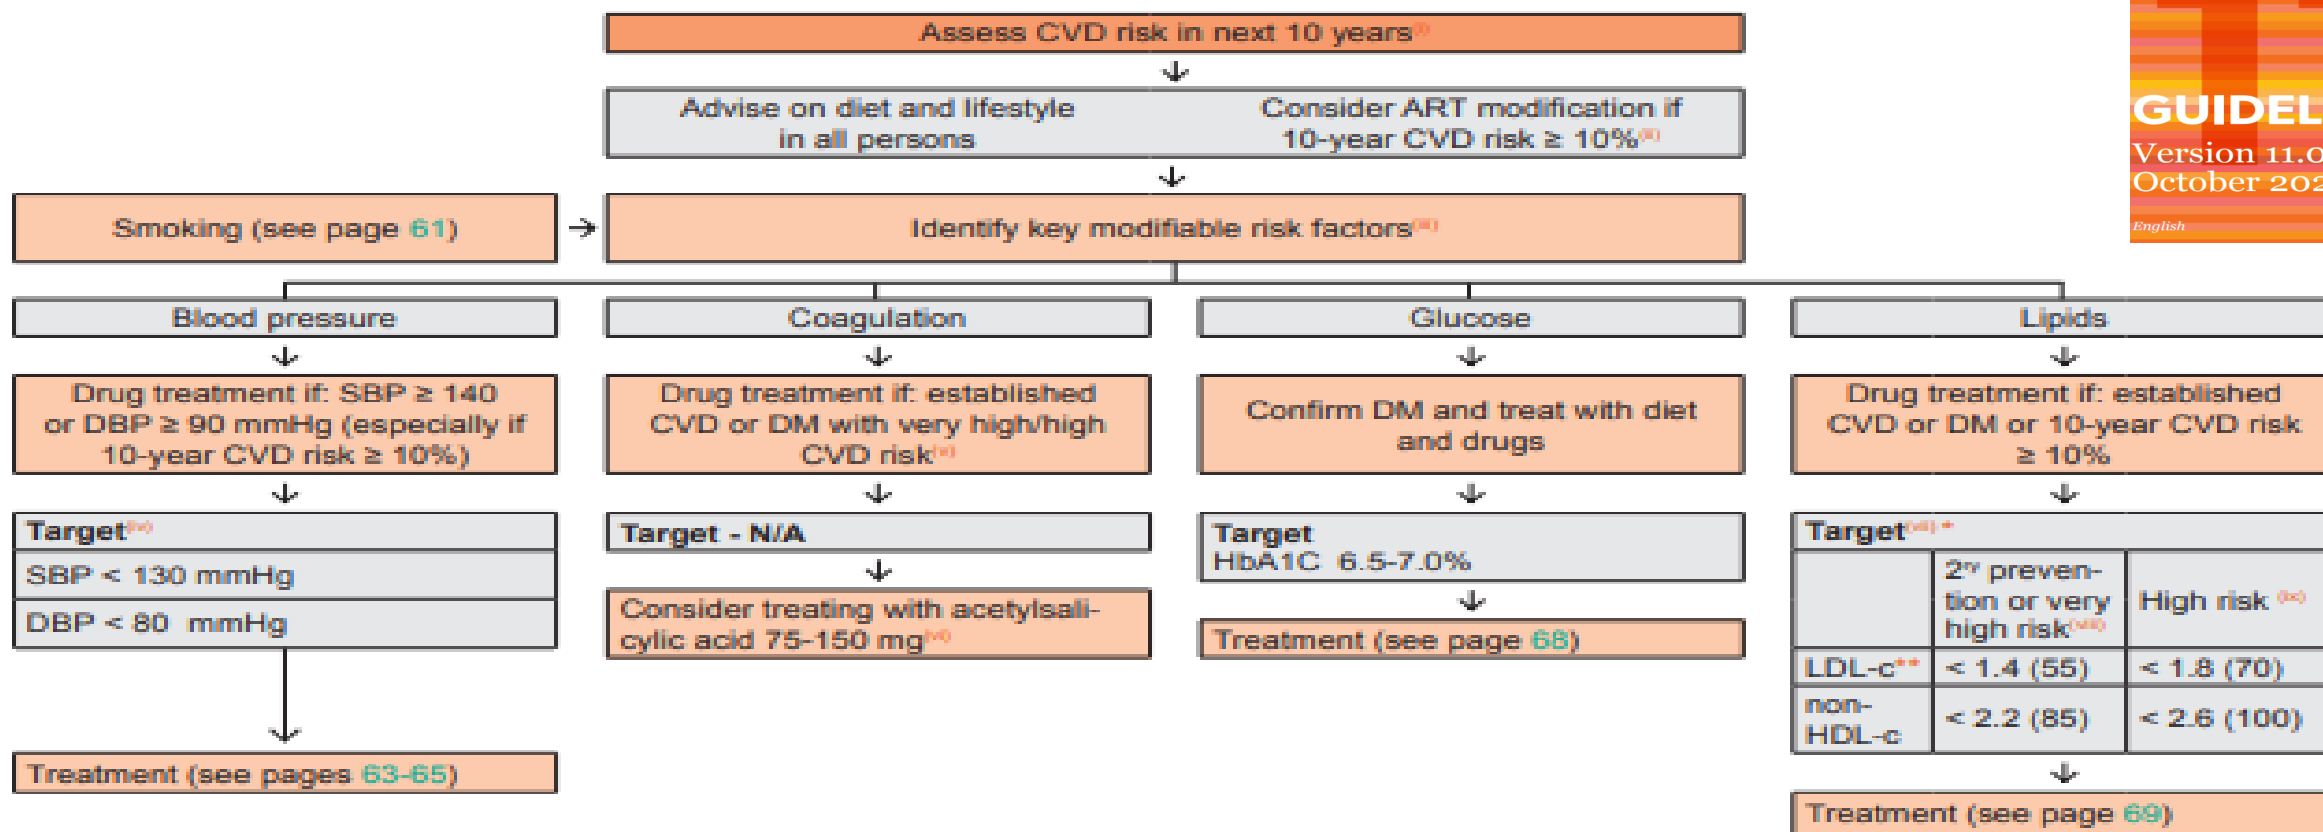 Assess CVD risk in next 10 years(i)
Advise on diet and lifestyle
in all persons
Consider ART modification if
10-year CVD risk ≥ 10%(ii)
Smoking (see page 61)
Identify key modifiable risk factors(iii)
Blood pressure
Drug treatment if: SBP ≥ 140
or DBP ≥ 90 mmHg (especially if
10-year CVD risk ≥ 10%)
Target(iv)
SBP < 130 mmHg
DBP < 80 mmHg
Treatment (see pages 63-65)
Coagulation
Drug treatment if: established
CVD or DM with very high/high
CVD risk(v)
Target - N/A
Consider treating with acetylsali-
cylic acid 75-150 mg(vi)
Glucose
Confirm DM and treat with diet
and drugs
Target
HbA1C 6.5-7.0%
Treatment (see page 68)
Lipids
Drug treatment if: established
CVD or DM or 10-year CVD risk
≥ 10%
Target(vii) *
2ry preven-
tion or very
high risk(viii)
High risk (ix)
LDL-c** < 1.4 (55) < 1.8 (70)
non-
HDL-c < 2.2 (85) < 2.6 (100)
Treatment (see page 69)
GUIDEL
Version 11.0
October 202
English